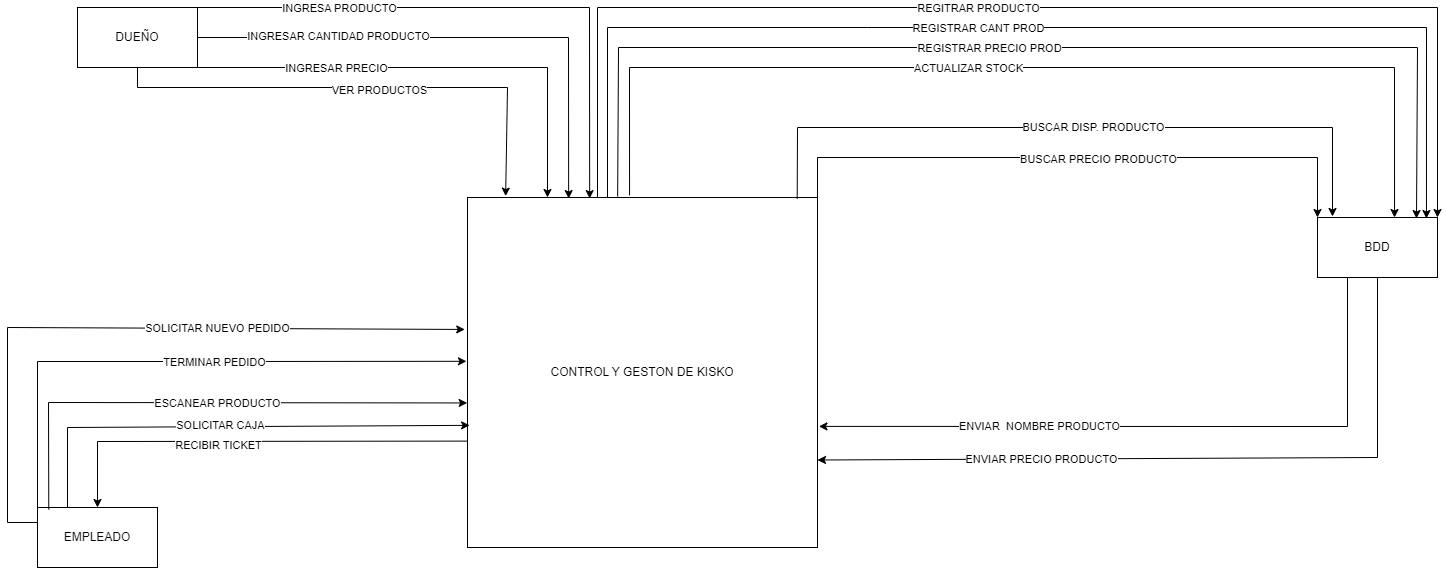 INGRESA PRODUCTO
REGITRAR PRODUCTO
DUEÑO
INGRESAR CANTIDAD PRODUCTO
REGISTRAR CANT PROD
REGISTRAR PRECIO PROD
INGRESAR PRECIO
ACTUALIZAR STOCK
VER PRODUCTOS
BUSCAR DISP. PRODUCTO
BUSCAR PRECIO PRODUCTO
BDD
SOLICITAR NUEVO PEDIDO
TERMINAR PEDIDO
CONTROL Y GESTON DE KISKO
ESCANEAR PRODUCTO
SOLICITAR CAJA
ENVIAR NOMBRE PRODUCTO
RECIBIR TICKET
ENVIAR PRECIO PRODUCTO
EMPLEADO